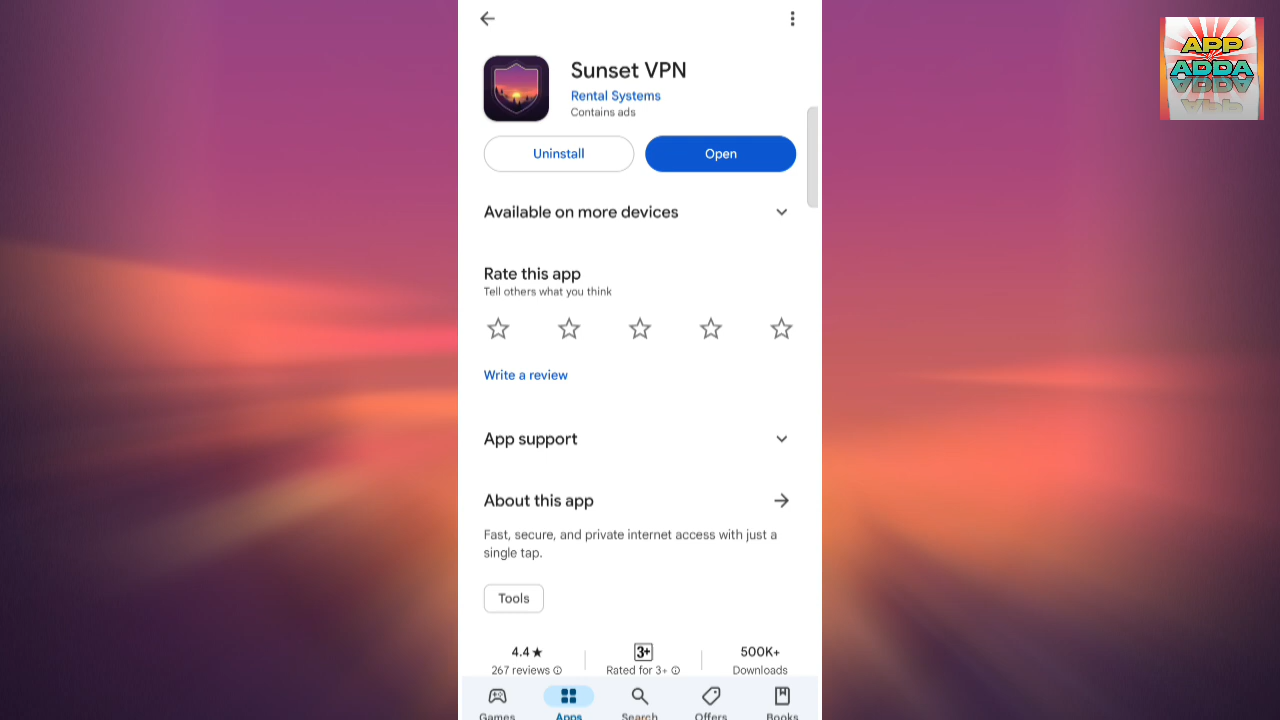 Sunset VPN
Rental Systems
Contains ads
Uninstall
Open
Available on more devices
Rate this app
Tell others what you think
Write a review
App support
About this app
Fast, secure, and private internet access with just a
single tap.
Tools
4.4★ 3+ 500K+
267 reviews Rated for 3+ Downloads
Games Apps Search Offers Books
APP
ADDA